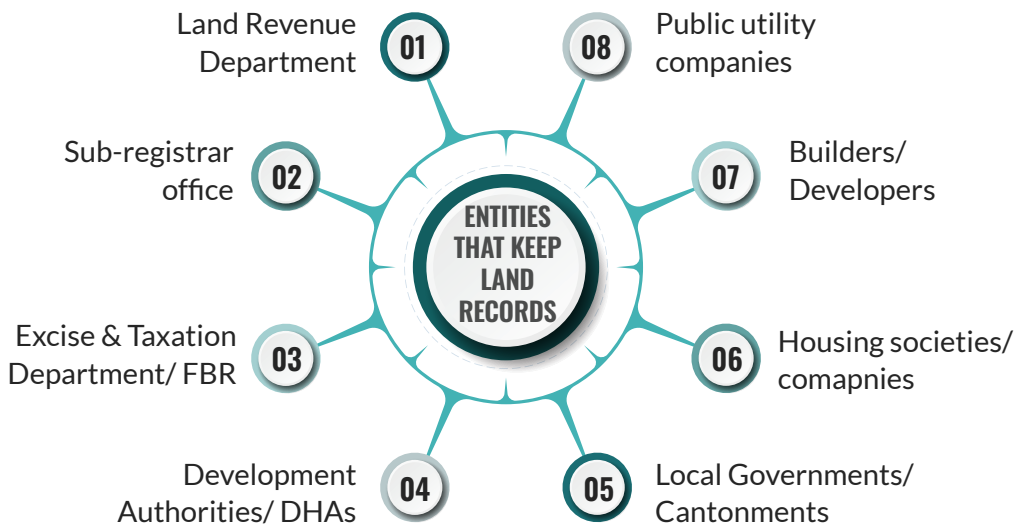 ENTITIES
THAT KEEP
LAND
RECORDS
01
Land Revenue
Department
02
Sub-registrar
office
03
Excise & Taxation
Department/ FBR
04
Development
Authorities/ DHAs
05
Local Governments/
Cantonments
06
Housing societies/
comapnies
07
Builders/
Developers
08
Public utility
companies